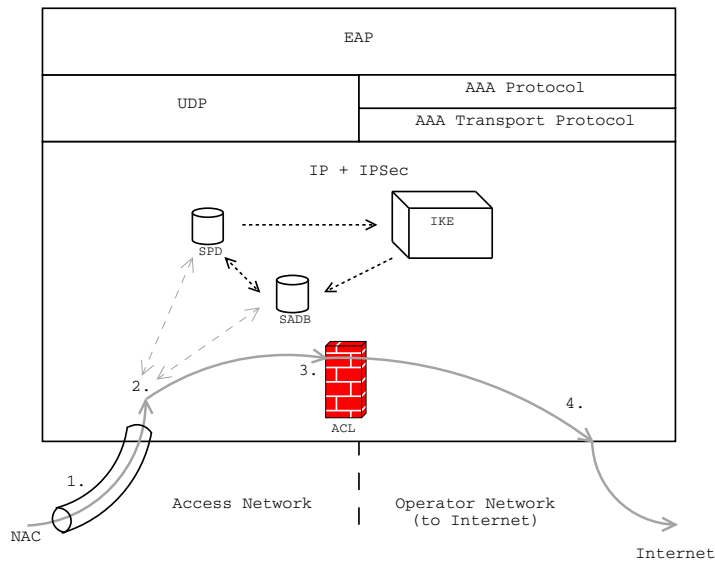 EAP
UDP
AAA Protocol
AAA Transport Protocol
IP + IPSec
IKE
SPD
SADB
2.
3.
ACL
4.
1.
Access Network
Operator Network
(to Internet)
NAC
Internet